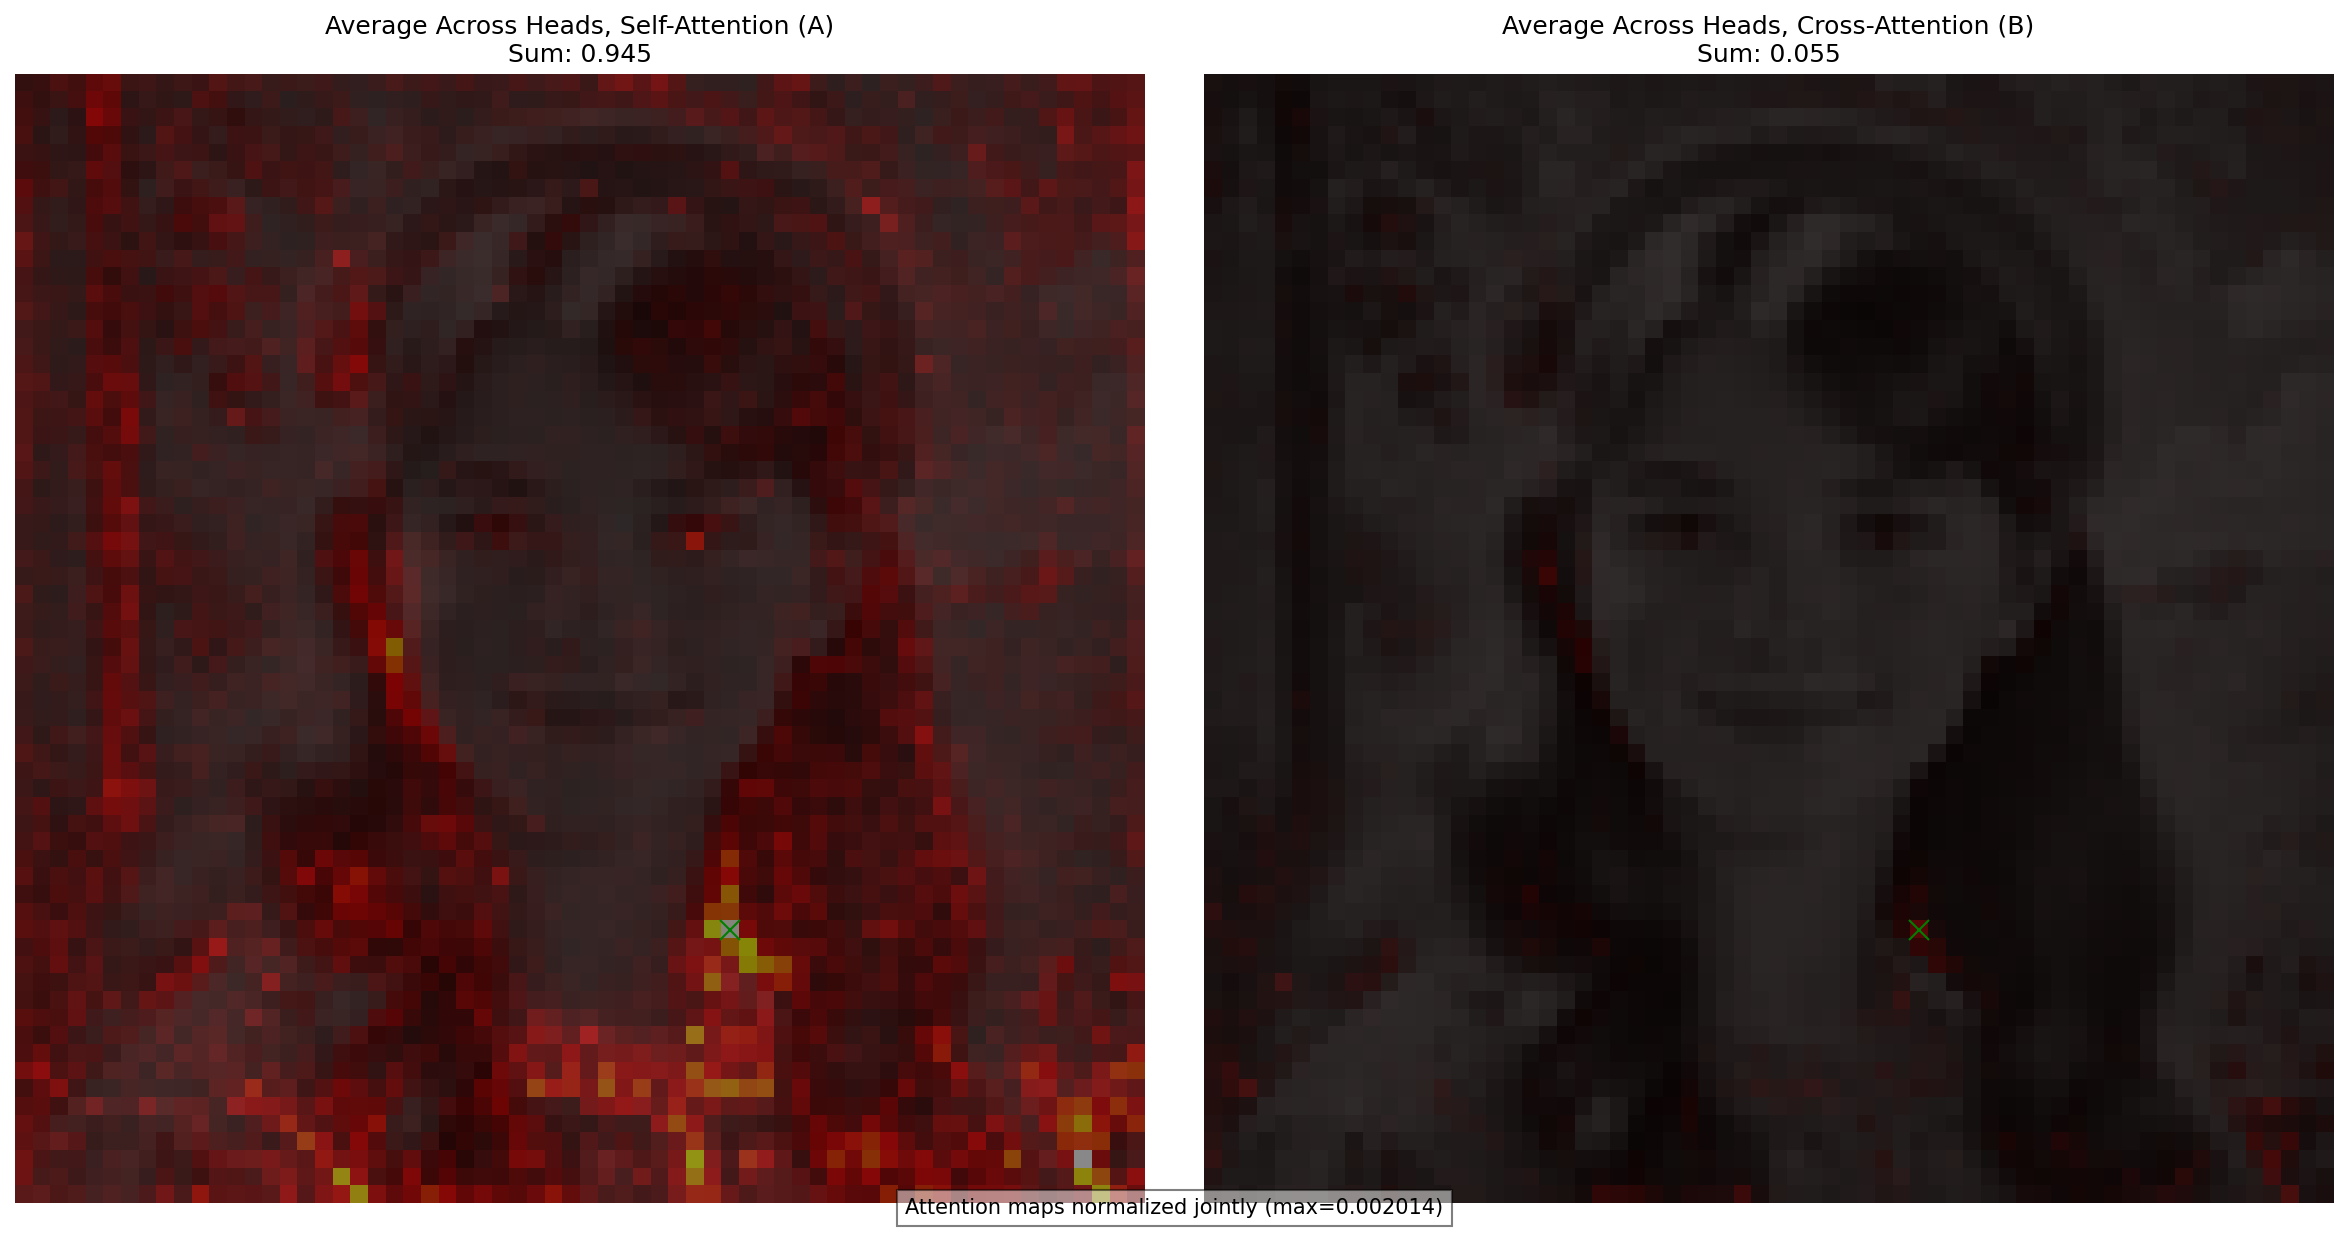 Average Across Heads, Self-Attention (A)
Sum: 0.945
Average Across Heads, Cross-Attention (B)
Sum: 0.055
Attention maps normalized jointly (max=0.002014)